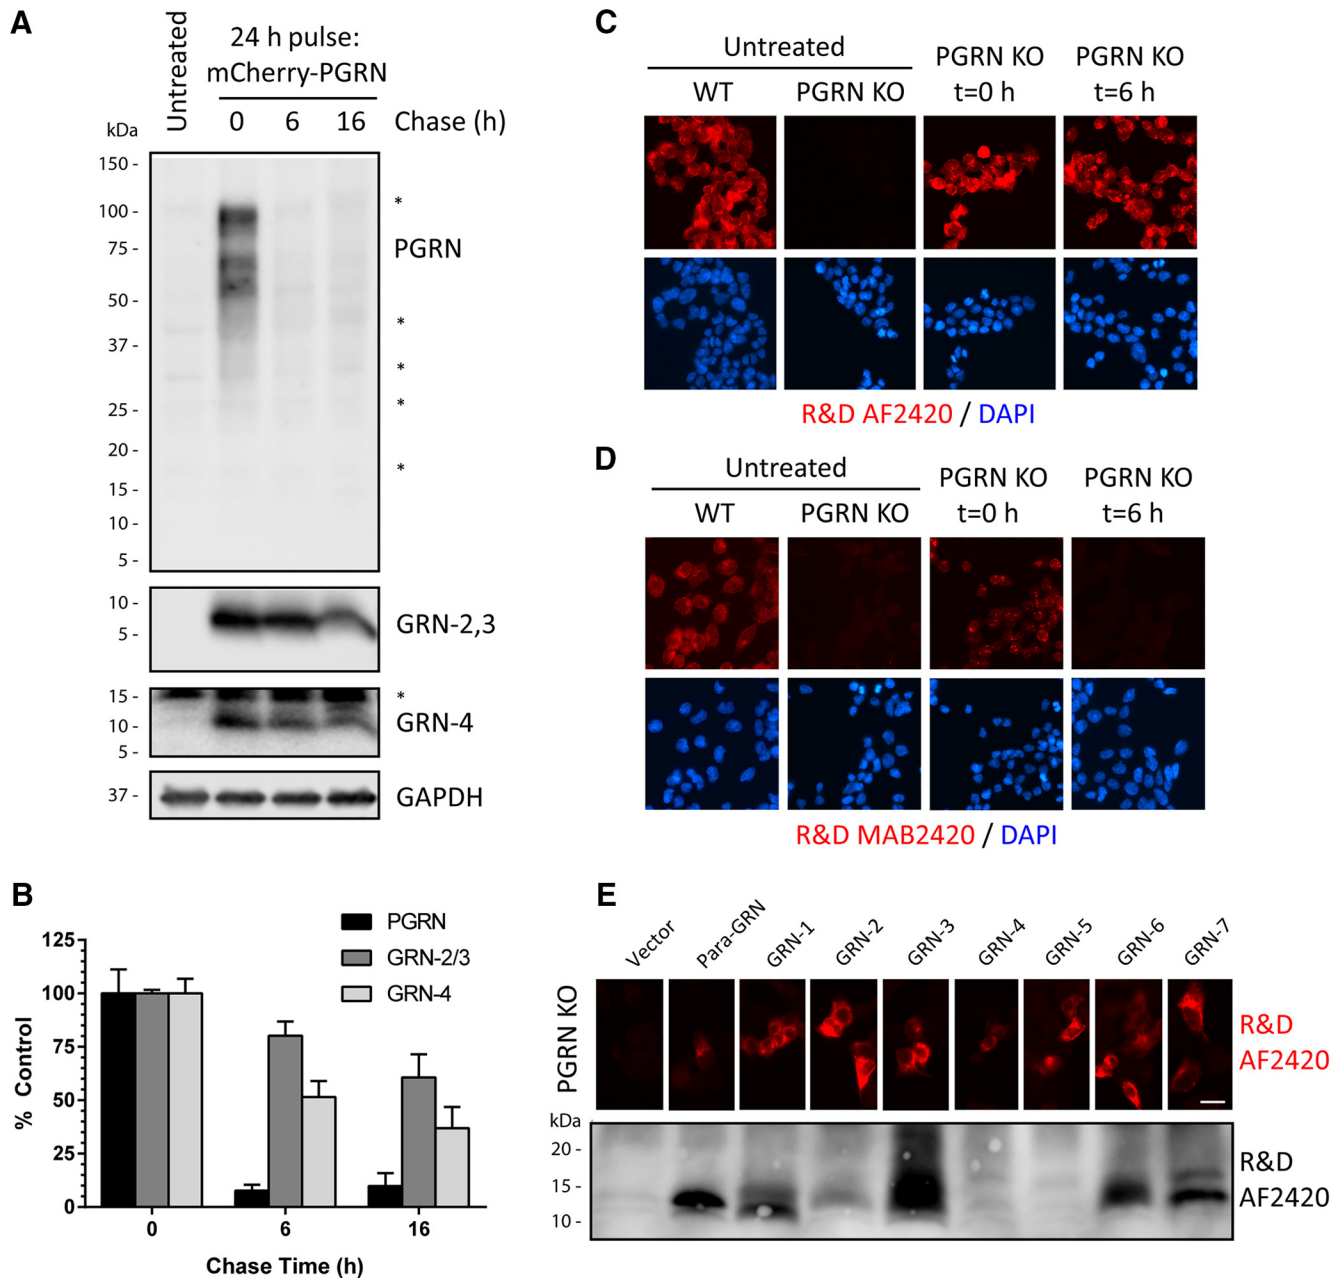 A
Untreated
24 h pulse:
mCherry-PGRN
0 6 16 Chase (h)
kDa
150 -
100 -
75 -
50 -
37 -
25 -
20 -
15 -
10 -
5 -
*
PGRN
*
*
*
*
10 -
5 -
GRN-2,3
15 -
10 -
5 -
*
GRN-4
37 -
GAPDH
B
PGRN
GRN-2/3
GRN-4
% Control
125
100
75
50
25
0
0 6 16
Chase Time (h)
C
Untreated
WT PGRN KO
PGRN KO
t=0 h
PGRN KO
t=6 h
R&D AF2420 / DAPI
D
Untreated
WT PGRN KO
PGRN KO
t=0 h
PGRN KO
t=6 h
R&D MAB2420 / DAPI
E
Vector Para-GRN GRN-1 GRN-2 GRN-3 GRN-4 GRN-5 GRN-6 GRN-7
PGRN KO
R&D
AF2420
kDa
20 -
15 -
10 -
R&D
AF2420